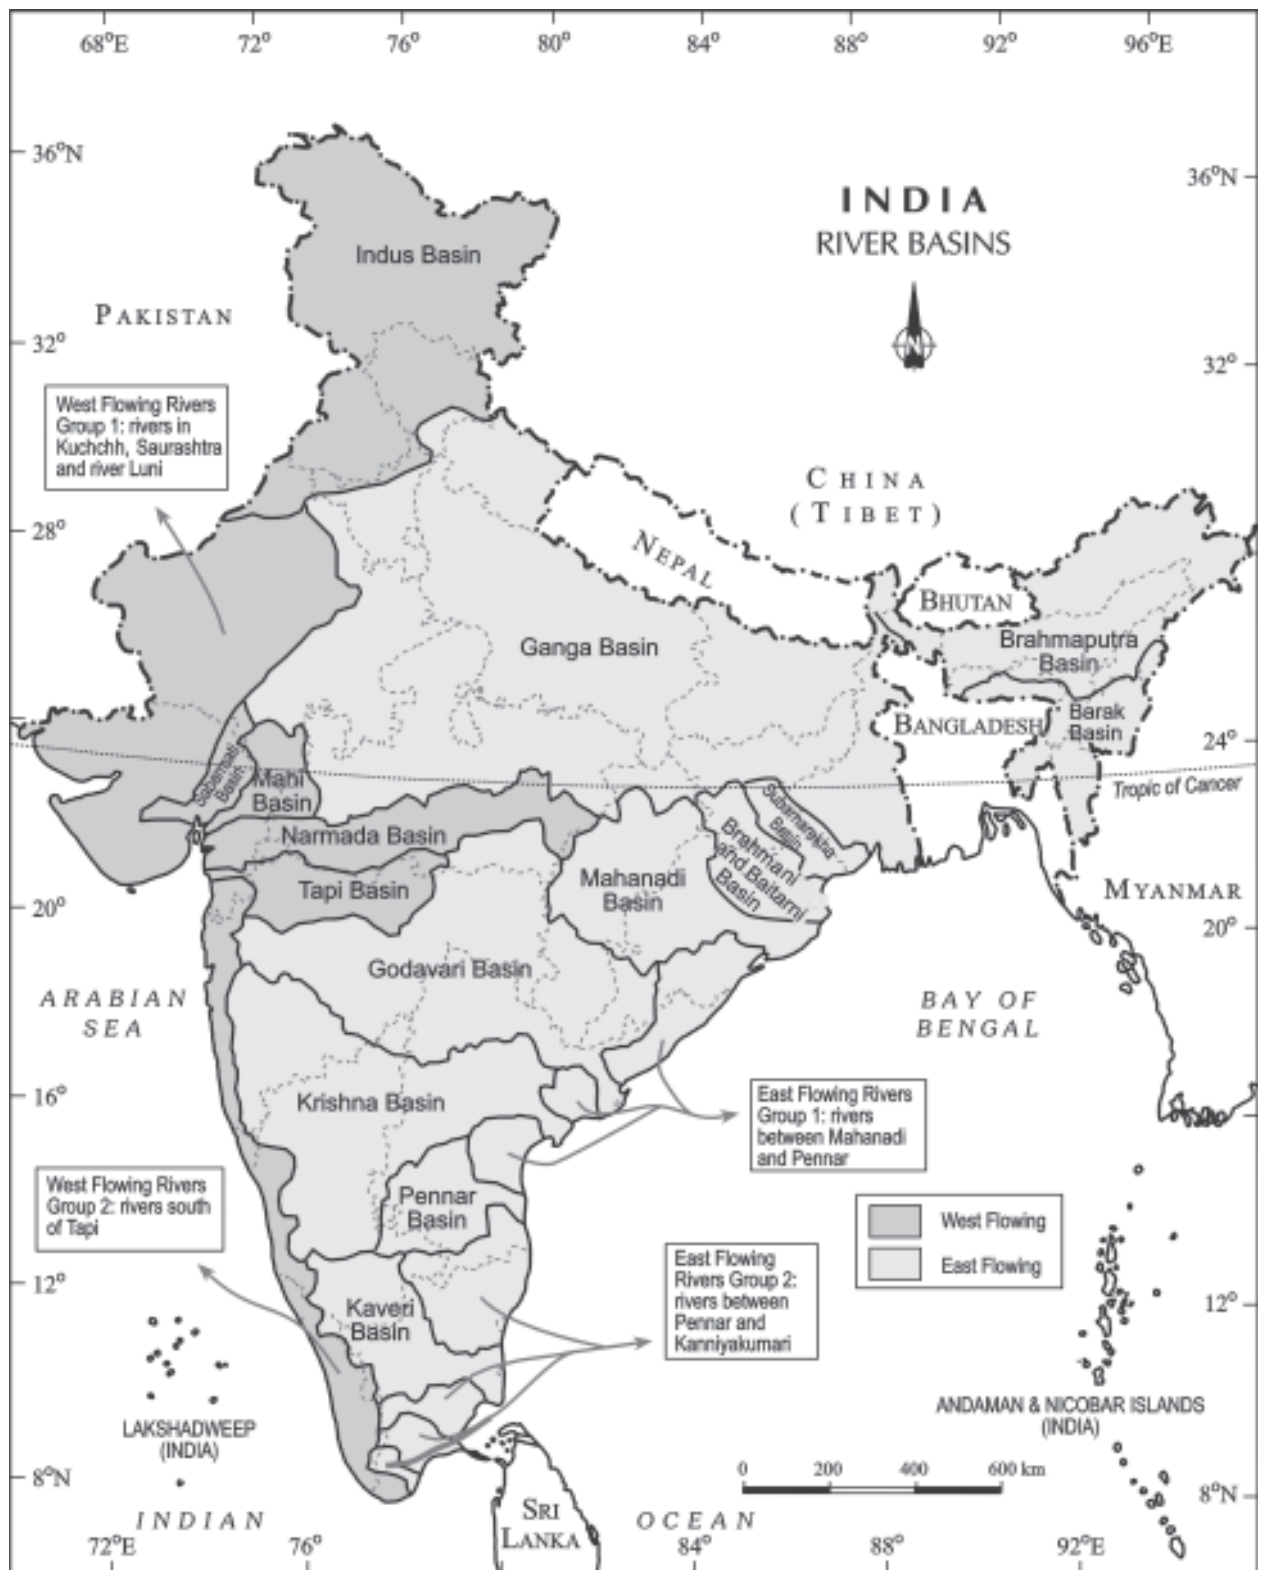 68°E 72° 76° 80° 84° 88° 92° 96°E
36°N
36°N
INDIA
RIVER BASINS
Indus Basin
PAKISTAN
32°
32°
West Flowing Rivers
Group 1: rivers in
Kuchchh, Saurashtra
and river Luni
CHINA
(TIBET)
28°
NEPAL
BHUTAN
Ganga Basin
Brahmaputra
Basin
BANGLADESH
Barak
Basin
24°
Tropic of Cancer
Sabarmati
Basin
Mahi
Basin
Subarnarekha
Basin
Narmada Basin
Brahmani
and Baitarni
Basin
Tapi Basin
Mahanadi
Basin
MYANMAR
20°
20°
Godavari Basin
ARABIAN
SEA
BAY OF
BENGAL
16°
Krishna Basin
East Flowing Rivers
Group 1: rivers
between Mahanadi
and Pennar
West Flowing Rivers
Group 2: rivers south
of Tapi
Pennar
Basin
West Flowing
East Flowing
East Flowing
Rivers Group 2:
rivers between
Pennar and
Kanniyakumari
12°
12°
Kaveri
Basin
LAKSHADWEEP
(INDIA)
ANDAMAN & NICOBAR ISLANDS
(INDIA)
0 200 400 600 km
8°N
8°N
SRI
LANKA
INDIAN OCEAN
72°E 76° 84° 88° 92°E